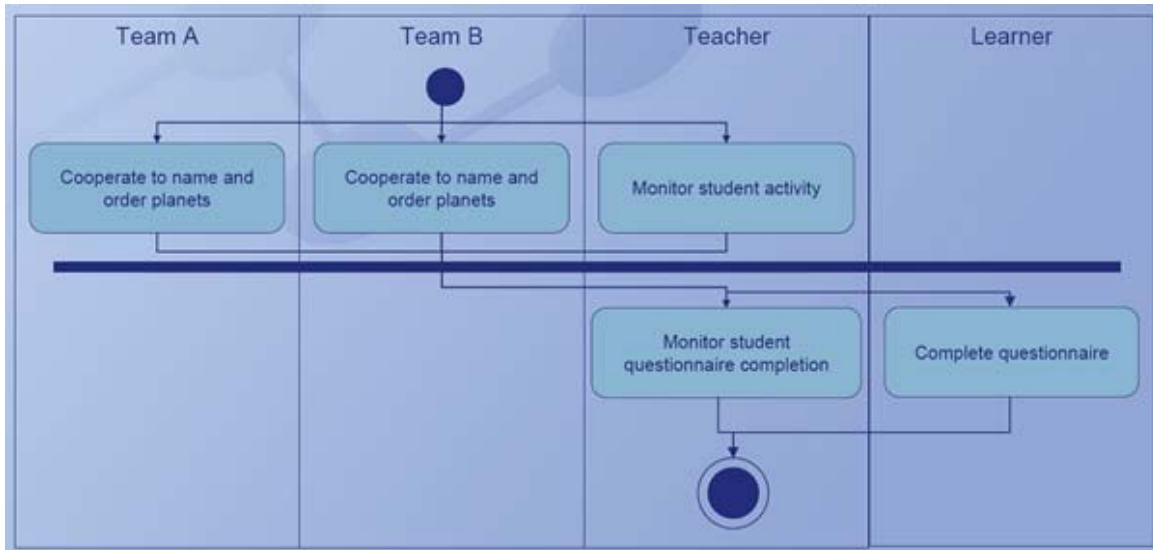 Team A
Team B
Teacher
Learner
Cooperate to name and
order planets
Cooperate to name and
order planets
Monitor student activity
Monitor student
questionnaire completion
Complete questionnaire